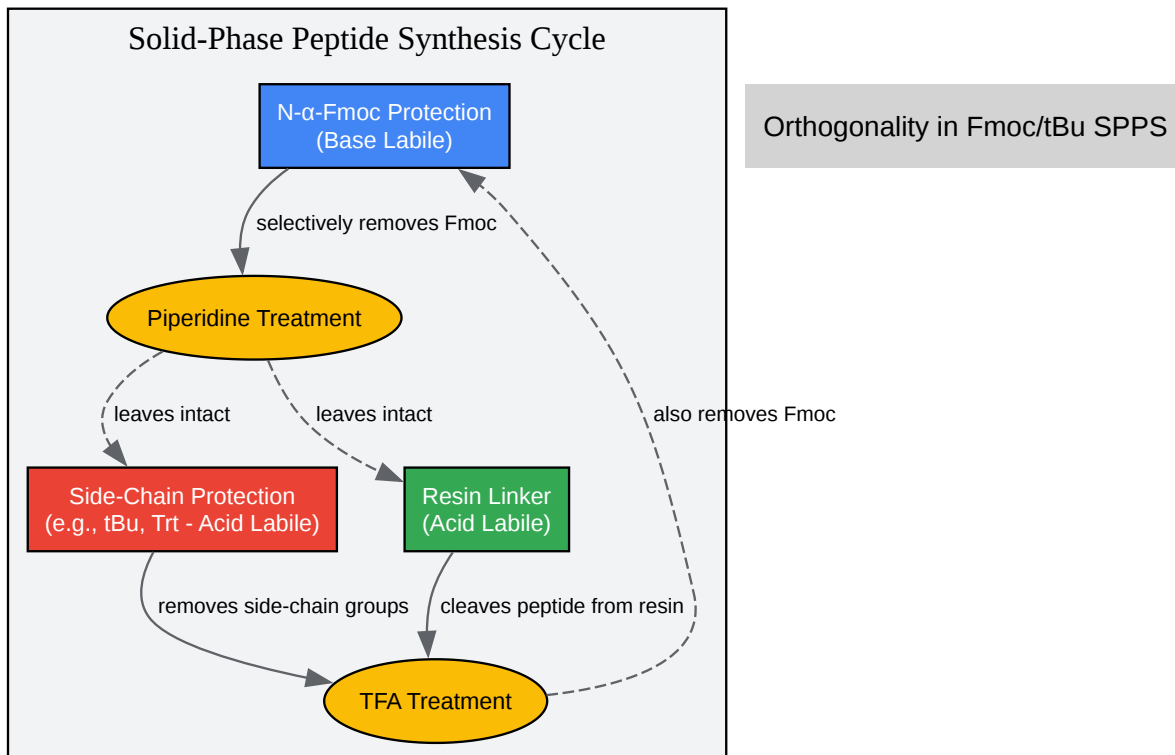 Solid-Phase Peptide Synthesis Cycle
N-α-Fmoc Protection
(Base Labile)
Orthogonality in Fmoc/tBu SPPS
selectively removes Fmoc
Piperidine Treatment
leaves intact
leaves intact
also removes Fmoc
Side-Chain Protection
(e.g., tBu, Trt - Acid Labile)
Resin Linker
(Acid Labile)
removes side-chain groups
cleaves peptide from resin
TFA Treatment